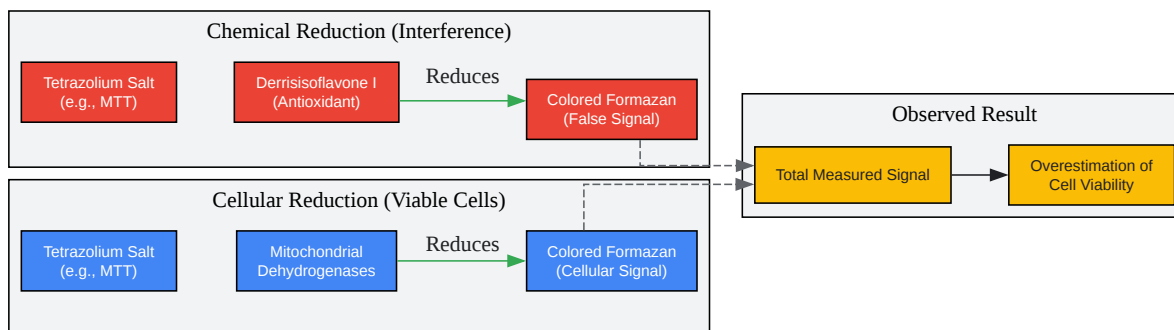 Chemical Reduction (Interference)
Tetrazolium Salt
(e.g., MTT)
Derrisisoflavone I
(Antioxidant)
Reduces
Colored Formazan
(False Signal)
Cellular Reduction (Viable Cells)
Tetrazolium Salt
(e.g., MTT)
Mitochondrial
Dehydrogenases
Reduces
Colored Formazan
(Cellular Signal)
Observed Result
Total Measured Signal
Overestimation of
Cell Viability